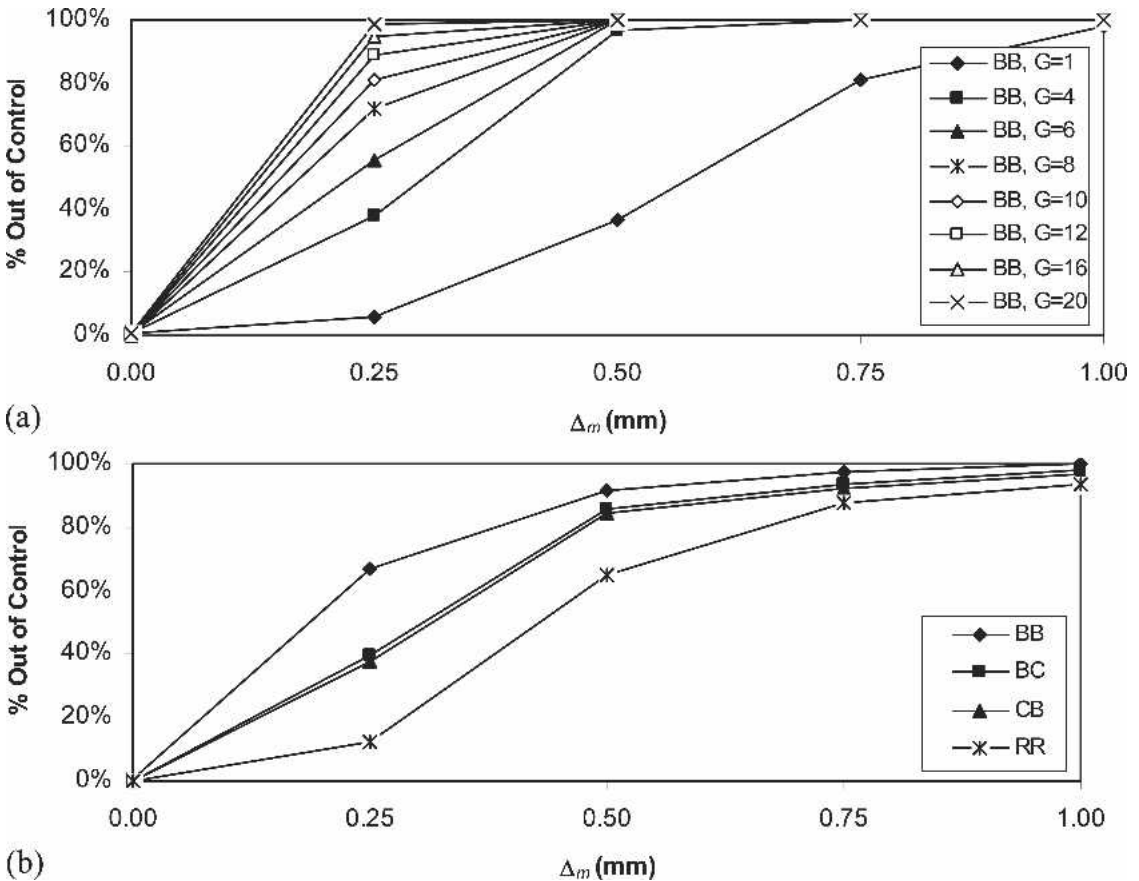 100%
80%
60%
40%
20%
0%
% Out of Control
BB, G=1
BB, G=4
BB, G=6
BB, G=8
BB, G=10
BB, G=12
BB, G=16
BB, G=20
0.00 0.25 0.50 0.75 1.00
(a)
Δm (mm)
100%
80%
60%
40%
20%
0%
% Out of Control
BB
BC
CB
RR
0.00 0.25 0.50 0.75 1.00
(b)
Δm (mm)